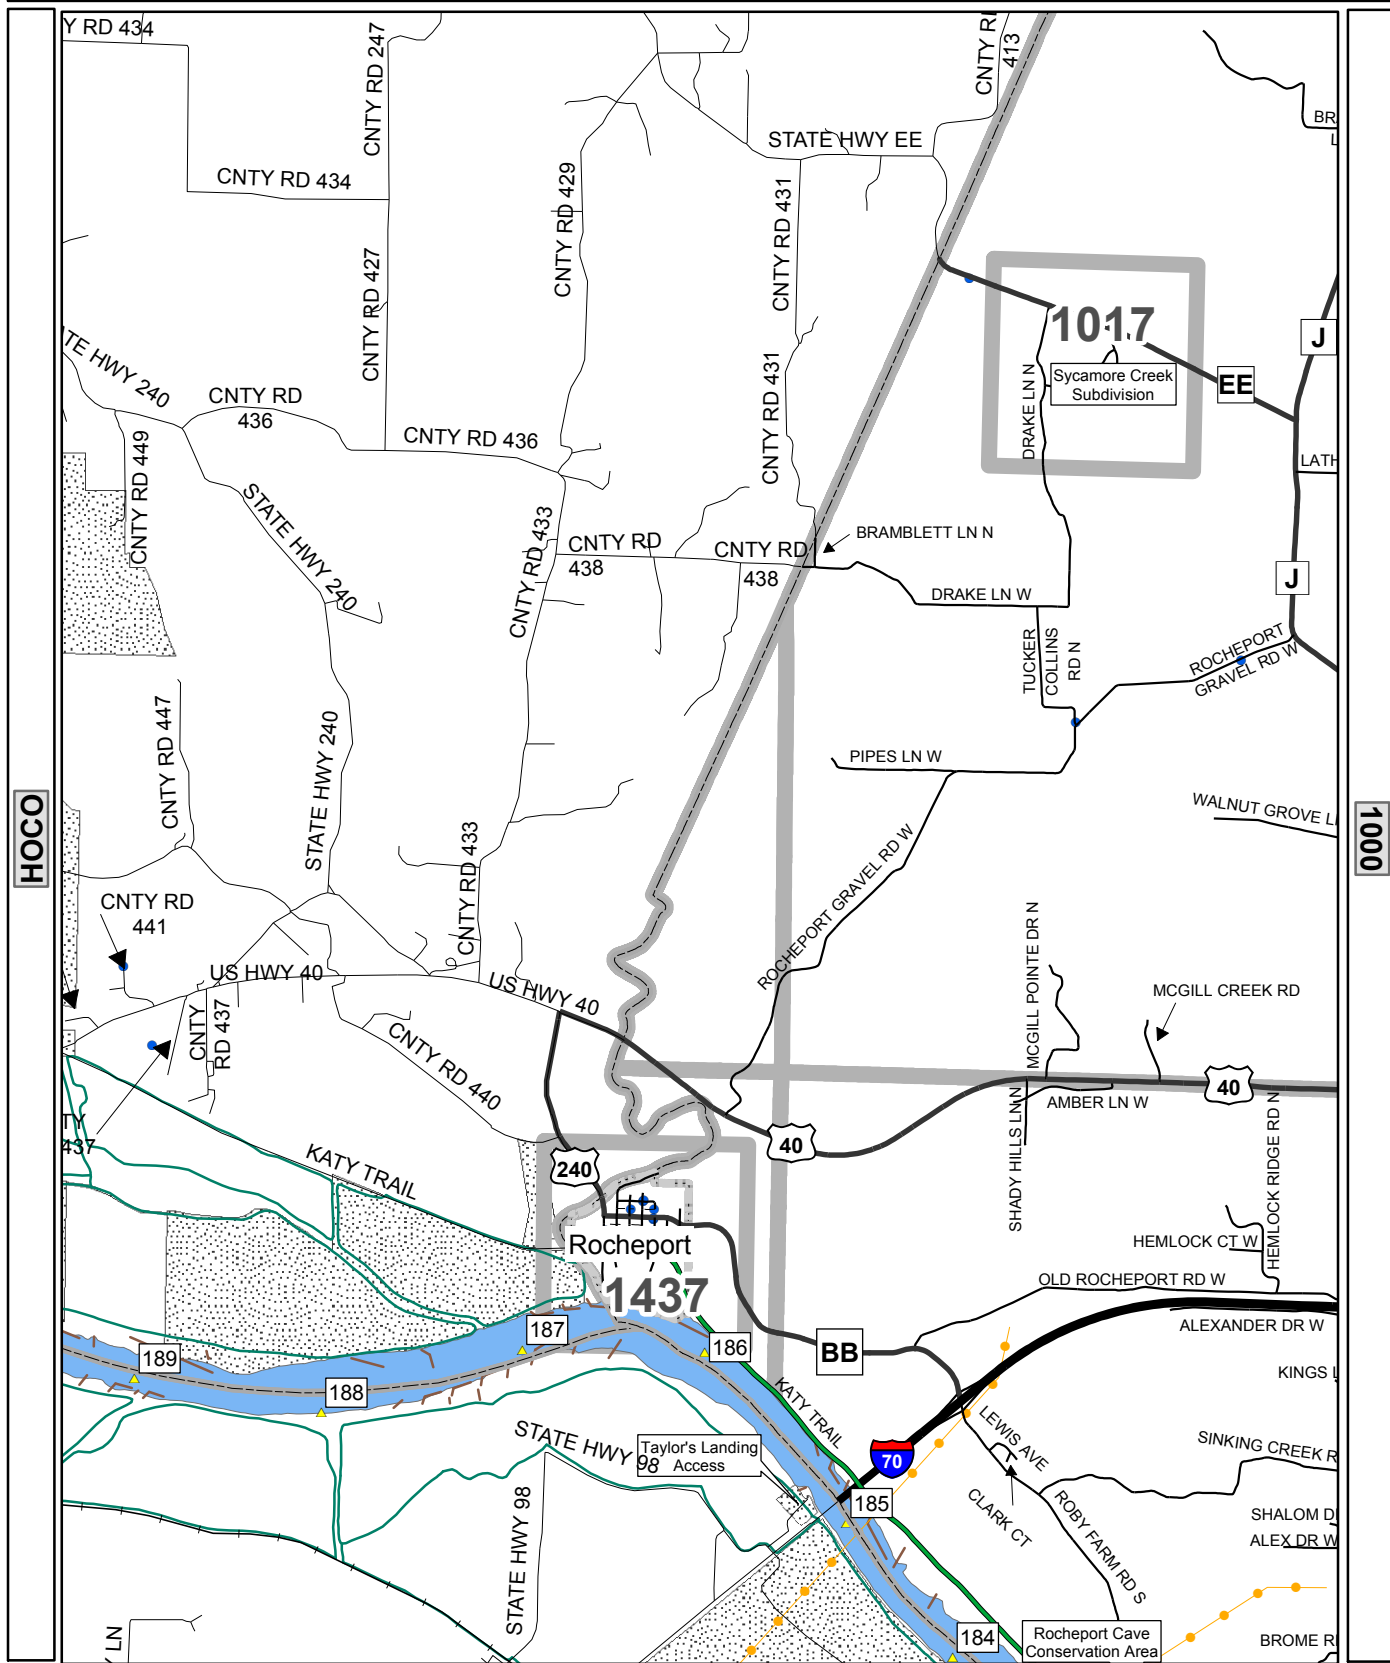 Y RD 434
CNTY RD 247
CNTY RD
413
BR
L
STATE HWY EE
CNTY RD 434
CNTY RD 429
CNTY RD 431
CNTY RD 427
1017
J
Sycamore Creek
Subdivision
EE
TE HWY 240
CNTY RD
436
CNTY RD 436
CNTY RD 449
CNTY RD 431
DRAKE LN N
LATH
STATE HWY 240
CNTY RD 433
CNTY RD
438
CNTY RD
438
BRAMBLETT LN N
J
DRAKE LN W
TUCKER
COLLINS
RD N
ROCHEPORT
GRAVEL RD W
CNTY RD 447
STATE HWY 240
PIPES LN W
WALNUT GROVE L
HOCO
1000
CNTY RD 433
ROCHEPORT GRAVEL RD W
CNTY RD
441
US HWY 40
US HWY 40
CNTY
RD 437
CNTY RD 440
MCGILL POINTE DR N
MCGILL CREEK RD
40
AMBER LN W
SHADY HILLS LN N
HEMLOCK RIDGE RD N
TY
437
40
KATY TRAIL
240
Rocheport
1437
HEMLOCK CT W
OLD ROCHEPORT RD W
ALEXANDER DR W
187
186
189
188
BB
KINGS L
KATY TRAIL
LEWIS AVE
STATE HWY 98
Taylor's Landing
Access
70
SINKING CREEK R
185
CLARK CT
ROBY FARM RD S
SHALOM D
ALEX DR W
STATE HWY 98
184
Rocheport Cave
Conservation Area
BROME R
Y LN